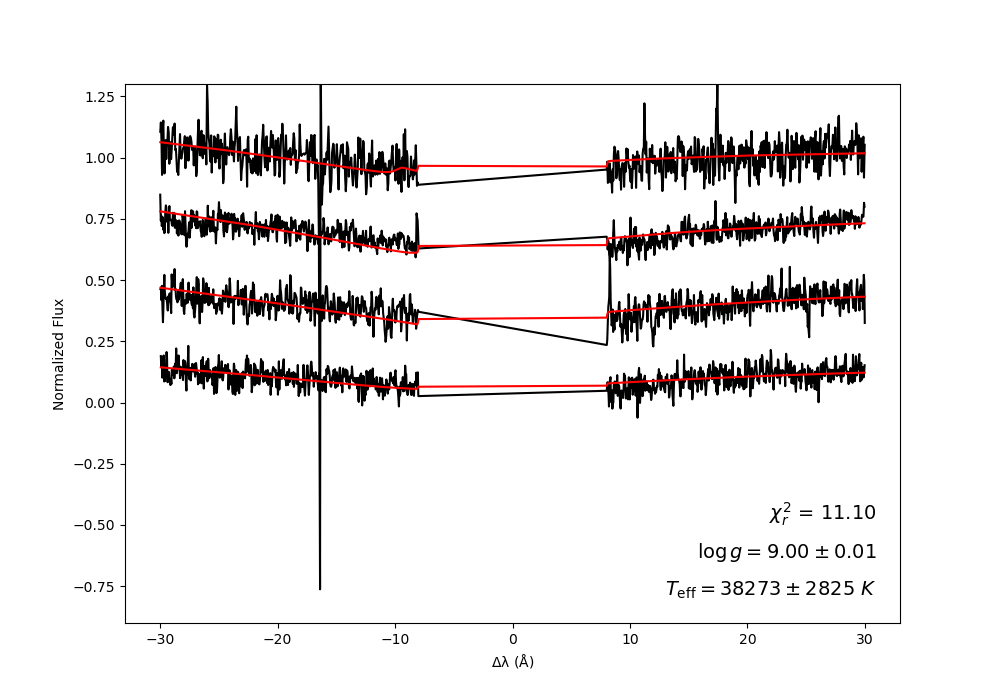 1.25
1.00
0.75
0.50
0.25
0.00
−0.25
−0.50
−0.75
Normalized Flux
χ²ᵣ = 11.10
log g = 9.00 ± 0.01
T_eff = 38273 ± 2825 K
−30 −20 −10 0 10 20 30
Δλ (Å)